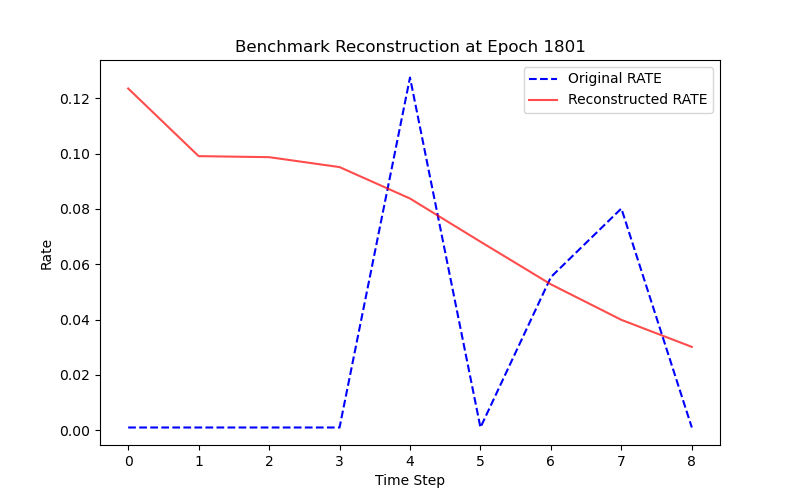 Benchmark Reconstruction at Epoch 1801
Original RATE
Reconstructed RATE
Rate
0.12
0.10
0.08
0.06
0.04
0.02
0.00
0 1 2 3 4 5 6 7 8
Time Step